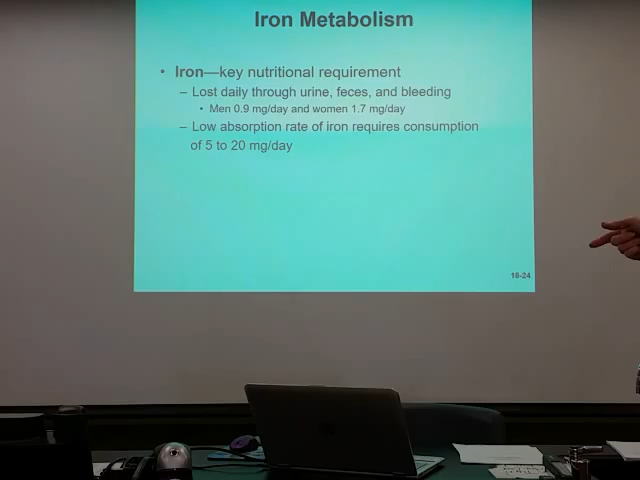 Iron Metabolism
• Iron—key nutritional requirement
– Lost daily through urine, feces, and bleeding
• Men 0.9 mg/day and women 1.7 mg/day
– Low absorption rate of iron requires consumption
of 5 to 20 mg/day
18-24